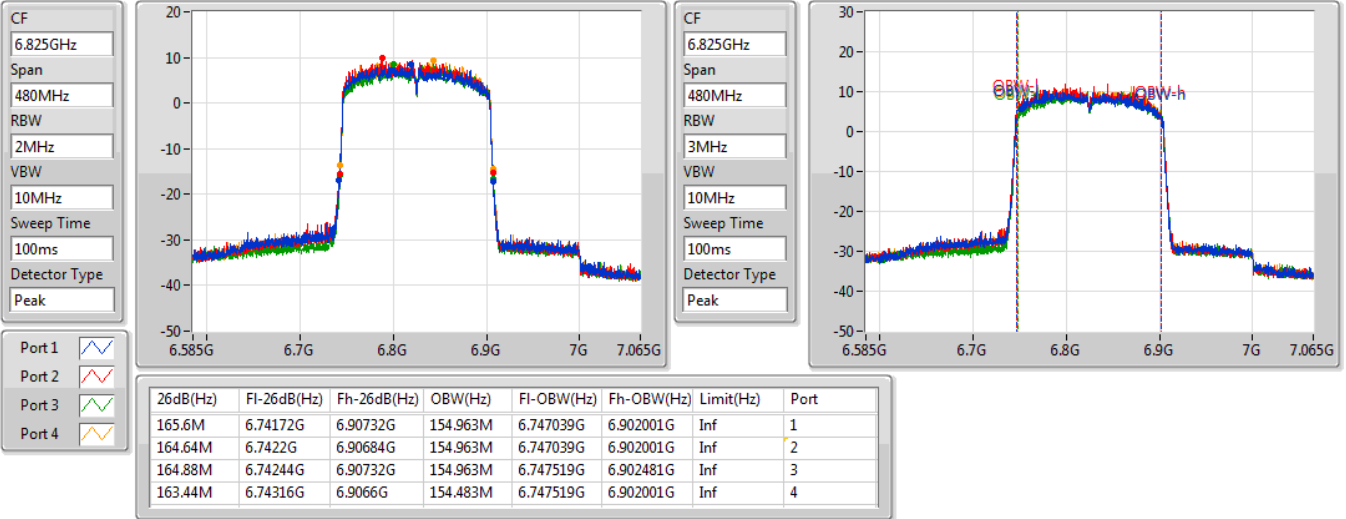 CF
6.825GHz
Span
480MHz
RBW
2MHz
VBW
10MHz
Sweep Time
100ms
Detector Type
Peak
20
10
0
-10
-20
-30
-40
-50
6.585G 6.7G 6.8G 6.9G 7G 7.065G
CF
6.825GHz
Span
480MHz
RBW
3MHz
VBW
10MHz
Sweep Time
100ms
Detector Type
Peak
30
20
10
0
-10
-20
-30
-40
-50
OBW-h
6.585G 6.7G 6.8G 6.9G 7G 7.065G
Port 1
Port 2
Port 3
Port 4
26dB(Hz) Fl-26dB(Hz) Fh-26dB(Hz) OBW(Hz) Fl-OBW(Hz) Fh-OBW(Hz) Limit(Hz) Port
165.6M 6.74172G 6.90732G 154.963M 6.747039G 6.902001G Inf 1
164.64M 6.7422G 6.90684G 154.963M 6.747039G 6.902001G Inf 2
164.88M 6.74244G 6.90732G 154.963M 6.747519G 6.902481G Inf 3
163.44M 6.74316G 6.9066G 154.483M 6.747519G 6.902001G Inf 4